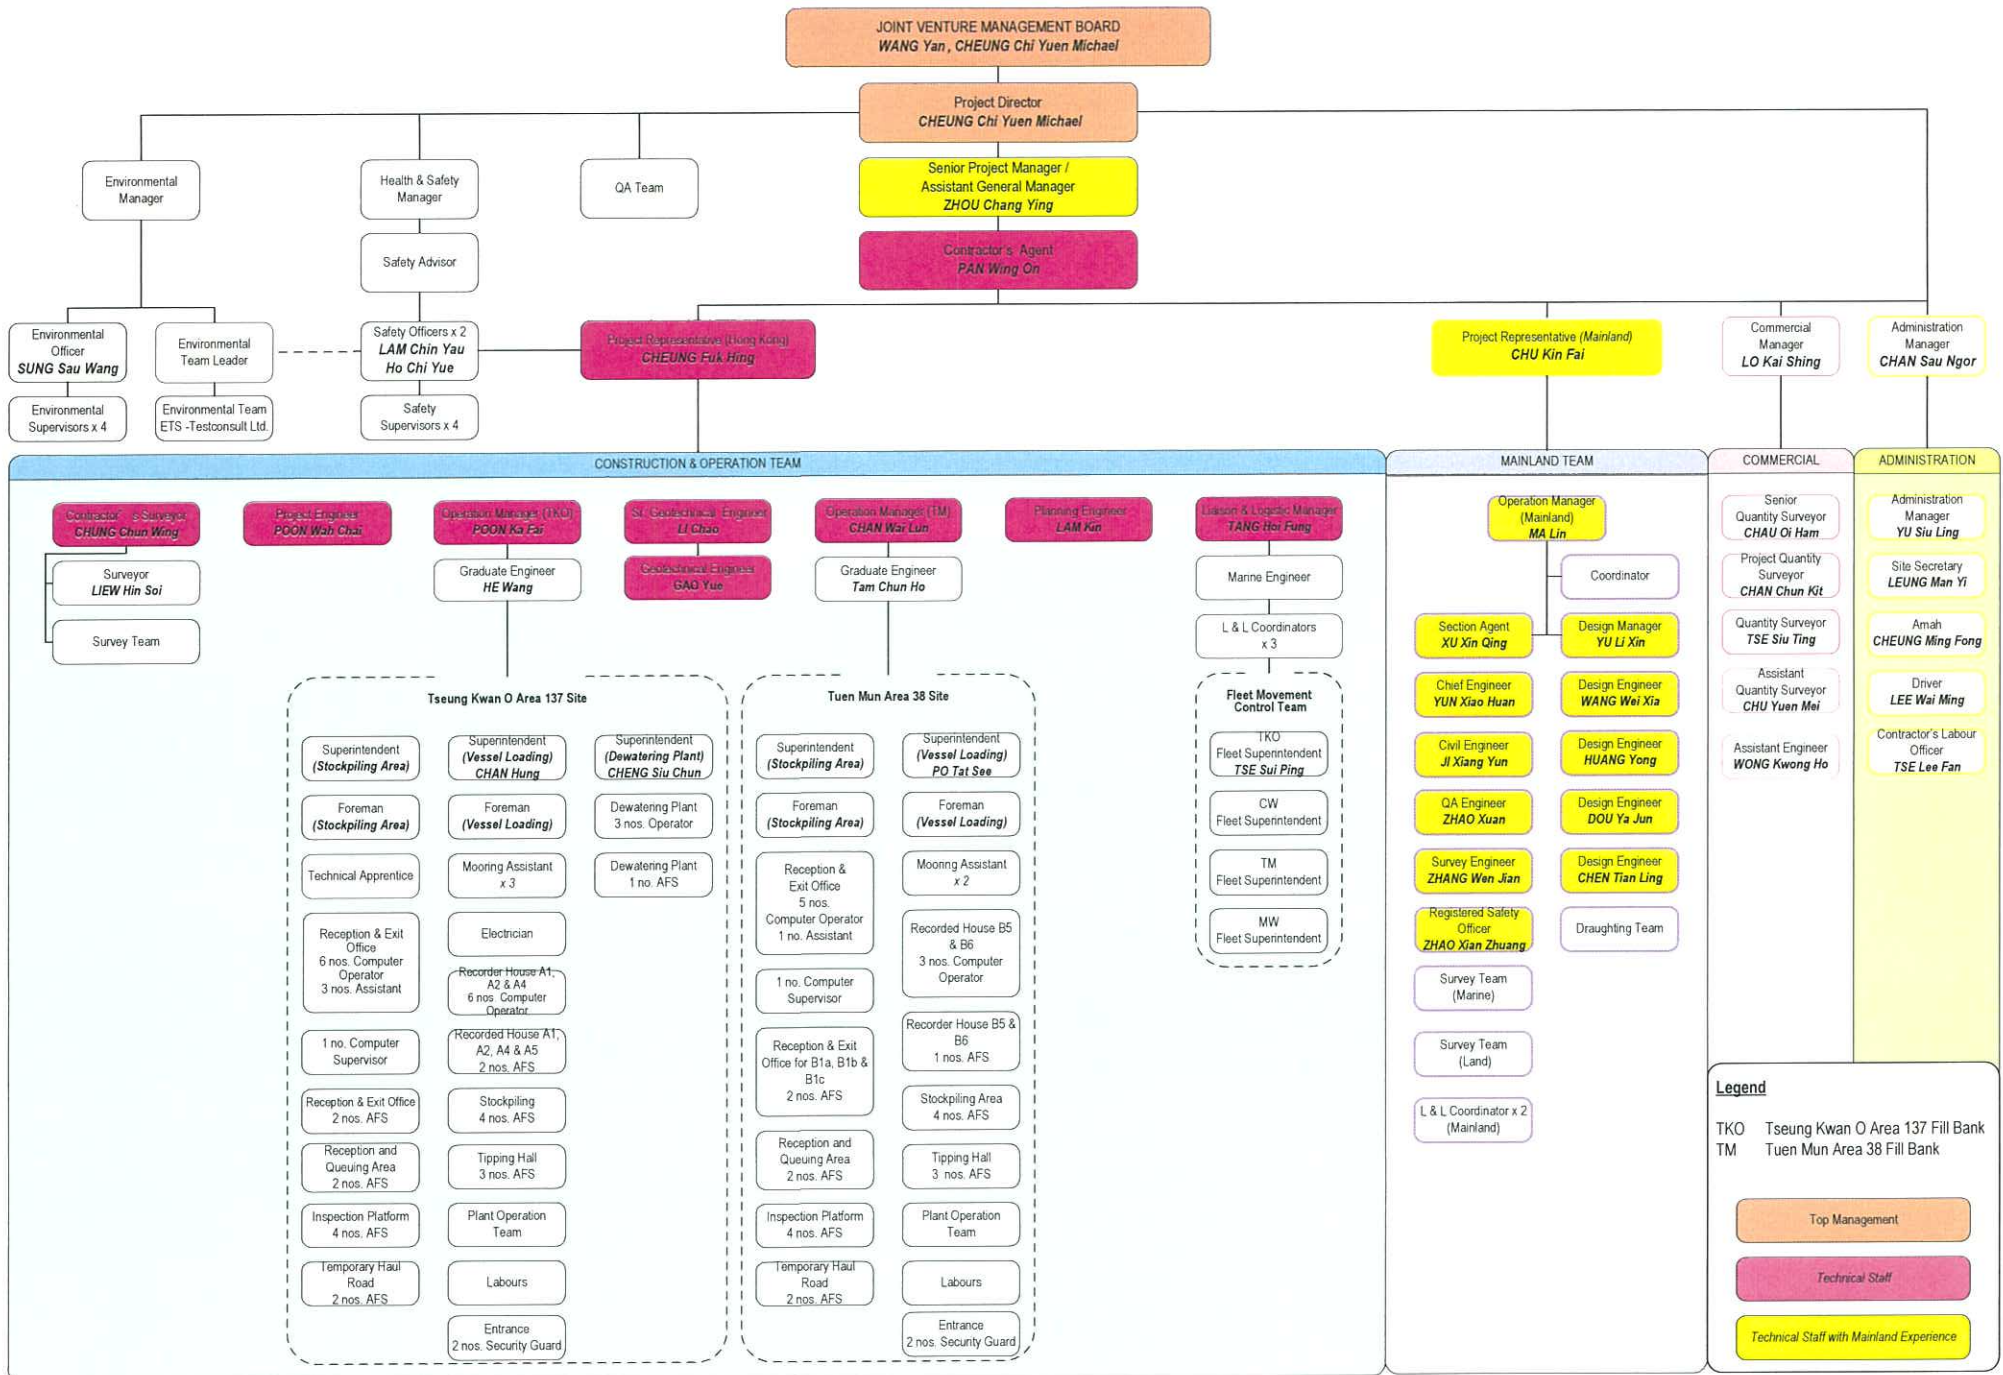 JOINT VENTURE MANAGEMENT BOARD
WANG Yan , CHEUNG Chi Yuen Michael
Project Director
CHEUNG Chi Yuen Michael
Environmental
Manager
Health & Safety
Manager
QA Team
Senior Project Manager /
Assistant General Manager
ZHOU Chang Ying
Safety Advisor
Contractor's Agent
PAN Wing On
Environmental
Officer
SUNG Sau Wang
Environmental
Team Leader
Safety Officers x 2
LAM Chin Yau
Ho Chi Yue
Project Representative (Hong Kong)
CHEUNG Fuk Hing
Project Representative (Mainland)
CHU Kin Fai
Commercial
Manager
LO Kai Shing
Administration
Manager
CHAN Sau Ngor
Environmental
Supervisors x 4
Environmental Team
ETS -Testconsult Ltd.
Safety
Supervisors x 4
CONSTRUCTION & OPERATION TEAM
Contractor' s Surveyor
CHUNG Chun Wing
Surveyor
LIEW Hin Soi
Survey Team
Project Engineer
POON Wah Chai
Operation Manager (TKO)
POON Ka Fai
Graduate Engineer
HE Wang
Sr. Geotechnical Engineer
LI Chao
Geotechnical Engineer
GAO Yue
Operation Manager (TM)
CHAN Wai Lun
Graduate Engineer
Tam Chun Ho
Planning Engineer
LAM Kin
Liaison & Logistic Manager
TANG Hoi Fung
Marine Engineer
L & L Coordinators
x 3
Tseung Kwan O Area 137 Site
Superintendent
(Stockpiling Area)
Foreman
(Stockpiling Area)
Technical Apprentice
Reception & Exit
Office
6 nos. Computer
Operator
3 nos. Assistant
1 no. Computer
Supervisor
Reception & Exit Office
2 nos. AFS
Reception and
Queuing Area
2 nos. AFS
Inspection Platform
4 nos. AFS
Temporary Haul
Road
2 nos. AFS
Superintendent
(Vessel Loading)
CHAN Hung
Foreman
(Vessel Loading)
Mooring Assistant
x 3
Electrician
Recorder House A1,
A2 & A4
6 nos Computer
Operator
Recorded House A1,
A2, A4 & A5
2 nos. AFS
Stockpiling
4 nos. AFS
Tipping Hall
3 nos. AFS
Plant Operation
Team
Labours
Entrance
2 nos. Security Guard
Superintendent
(Dewatering Plant)
CHENG Siu Chun
Dewatering Plant
3 nos. Operator
Dewatering Plant
1 no. AFS
Tuen Mun Area 38 Site
Superintendent
(Stockpiling Area)
Foreman
(Stockpiling Area)
Reception &
Exit Office
5 nos.
Computer Operator
1 no. Assistant
1 no. Computer
Supervisor
Reception & Exit
Office for B1a, B1b &
B1c
2 nos. AFS
Reception and
Queuing Area
2 nos. AFS
Inspection Platform
4 nos. AFS
Temporary Haul
Road
2 nos. AFS
Superintendent
(Vessel Loading)
PO Tat See
Foreman
(Vessel Loading)
Mooring Assistant
x 2
Recorded House B5
& B6
3 nos. Computer
Operator
Recorder House B5 &
B6
1 nos. AFS
Stockpiling Area
4 nos. AFS
Tipping Hall
3 nos. AFS
Plant Operation
Team
Labours
Entrance
2 nos. Security Guard
Fleet Movement
Control Team
TKO
Fleet Superintendent
TSE Sui Ping
CW
Fleet Superintendent
TM
Fleet Superintendent
MW
Fleet Superintendent
MAINLAND TEAM
Operation Manager
(Mainland)
MA Lin
Coordinator
Section Agent
XU Xin Qing
Chief Engineer
YUN Xiao Huan
Civil Engineer
JI Xiang Yun
QA Engineer
ZHAO Xuan
Survey Engineer
ZHANG Wen Jian
Registered Safety
Officer
ZHAO Xian Zhuang
Survey Team
(Marine)
Survey Team
(Land)
L & L Coordinator x 2
(Mainland)
Design Manager
YU Li Xin
Design Engineer
WANG Wei Xia
Design Engineer
HUANG Yong
Design Engineer
DOU Ya Jun
Design Engineer
CHEN Tian Ling
Draughting Team
COMMERCIAL
Senior
Quantity Surveyor
CHAU Oi Ham
Project Quantity
Surveyor
CHAN Chun Kit
Quantity Surveyor
TSE Siu Ting
Assistant
Quantity Surveyor
CHU Yuen Mei
Assistant Engineer
WONG Kwong Ho
ADMINISTRATION
Administration
Manager
YU Siu Ling
Site Secretary
LEUNG Man Yi
Amah
CHEUNG Ming Fong
Driver
LEE Wai Ming
Contractor's Labour
Officer
TSE Lee Fan
Legend
TKO Tseung Kwan O Area 137 Fill Bank
TM Tuen Mun Area 38 Fill Bank
Top Management
Technical Staff
Technical Staff with Mainland Experience